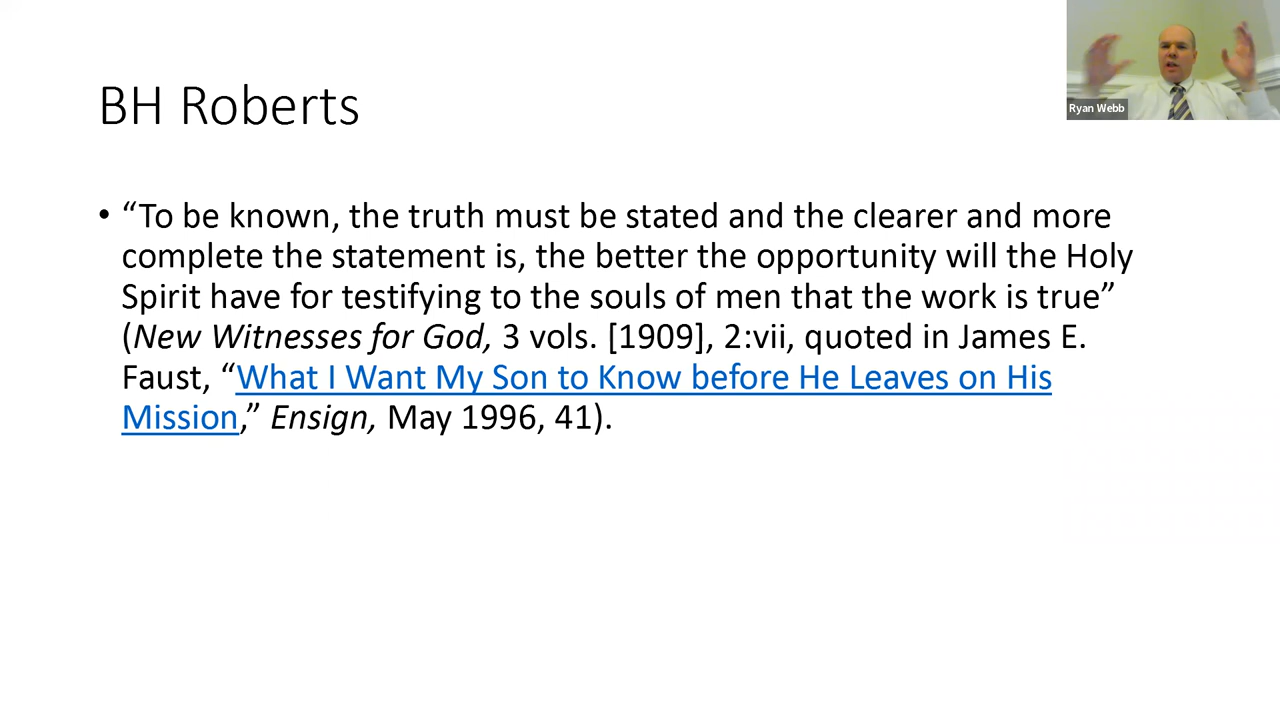 BH Roberts
Ryan Webb
• “To be known, the truth must be stated and the clearer and more
complete the statement is, the better the opportunity will the Holy
Spirit have for testifying to the souls of men that the work is true”
(New Witnesses for God, 3 vols. [1909], 2:vii, quoted in James E.
Faust, “What I Want My Son to Know before He Leaves on His
Mission,” Ensign, May 1996, 41).